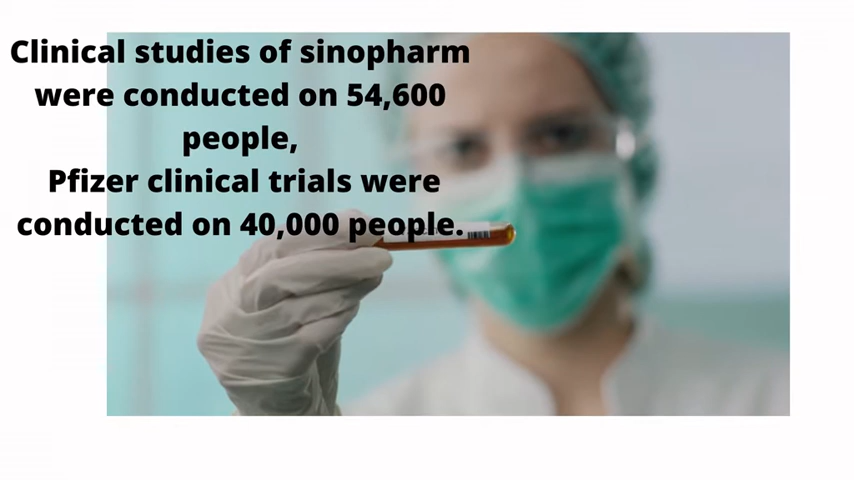 Clinical studies of sinopharm
were conducted on 54,600
people,
Pfizer clinical trials were
conducted on 40,000 people.